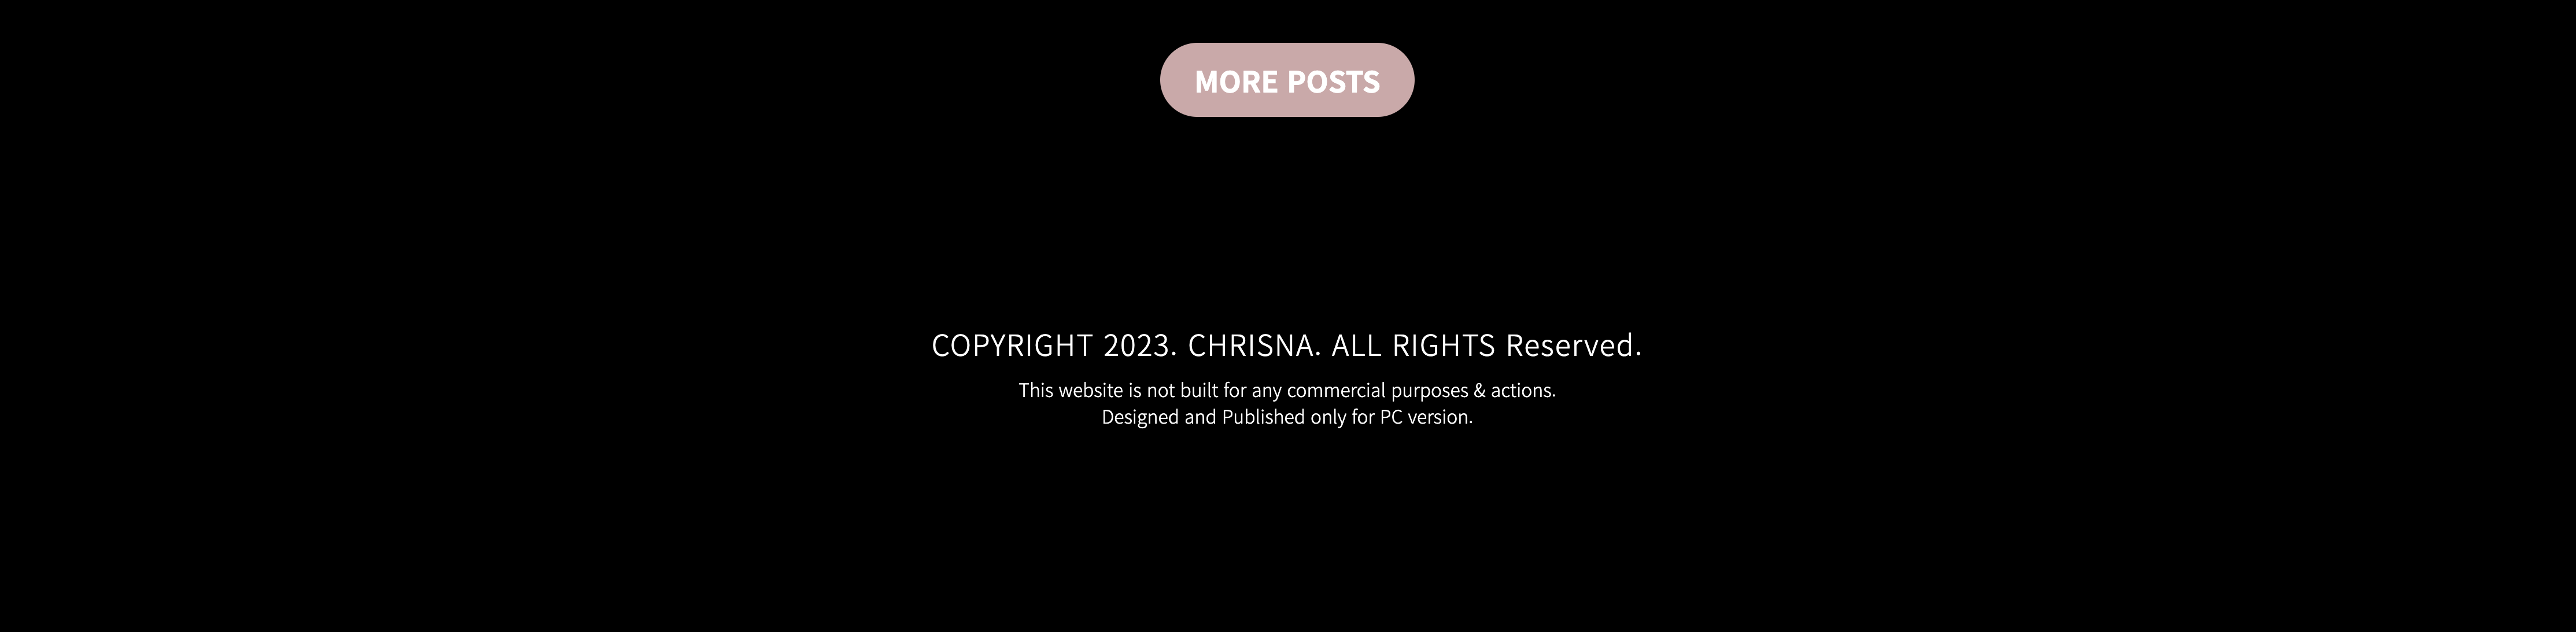 MORE POSTS
COPYRIGHT 2023. CHRISNA. ALL RIGHTS Reserved.
This website is not built for any commercial purposes & actions.
Designed and Published only for PC version.